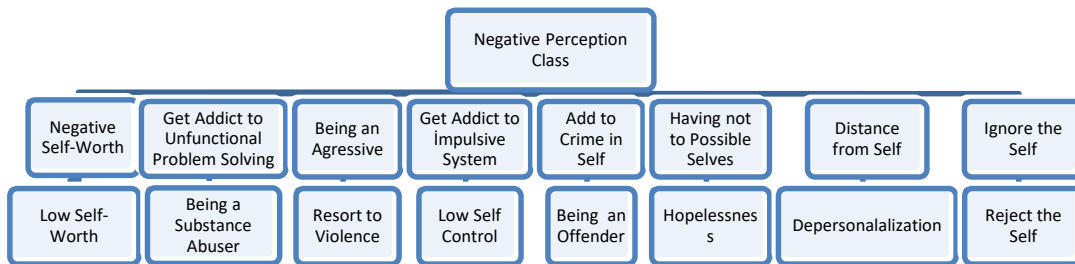 Negative Perception
Class
Negative
Self-Worth
Get Addict to
Unfunctional
Problem Solving
Being an
Agressive
Get Addict to
İmpulsive
System
Add to
Crime in
Self
Having not
to Possible
Selves
Distance
from Self
Ignore the
Self
Low Self-
Worth
Being a
Substance
Abuser
Resort to
Violence
Low Self
Control
Being an
Offender
Hopelessnes
s
Depersonalalization
Reject the
Self